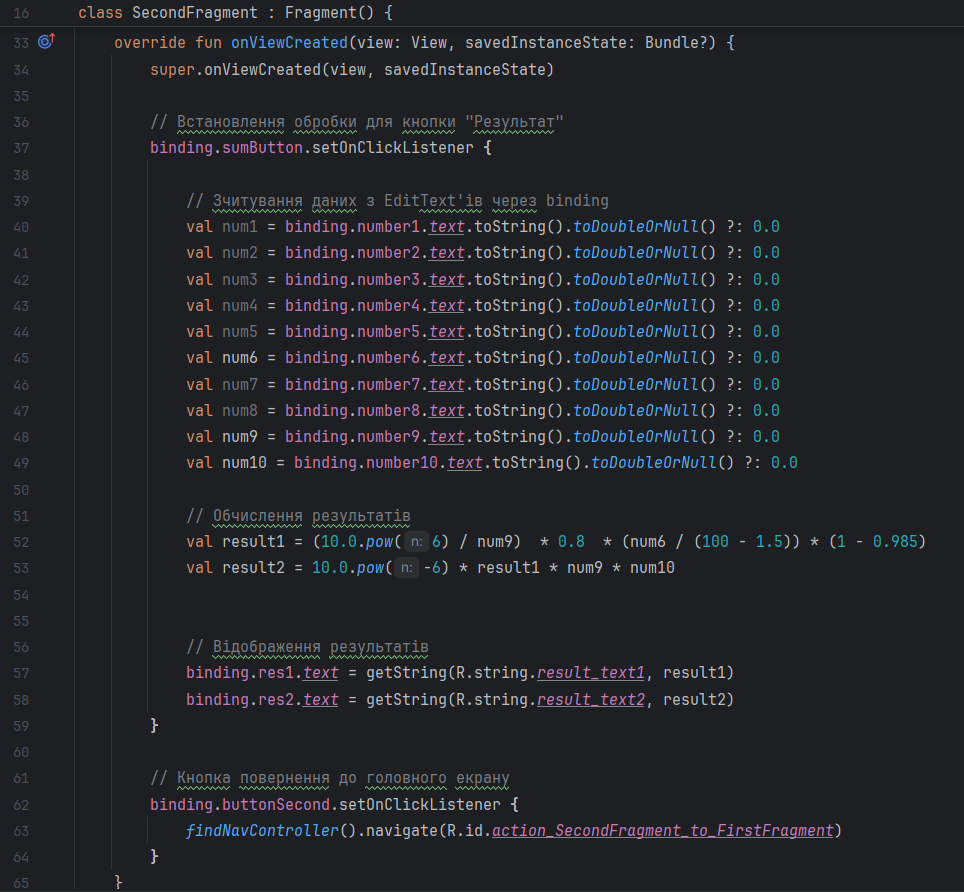 16 class SecondFragment : Fragment() {
33 override fun onViewCreated(view: View, savedInstanceState: Bundle?) {
34 super.onViewCreated(view, savedInstanceState)
35
36 // Встановлення обробки для кнопки "Результат"
37 binding.sumButton.setOnClickListener {
38
39 // Зчитування даних з EditText'ів через binding
40 val num1 = binding.number1.text.toString().toDoubleOrNull() ?: 0.0
41 val num2 = binding.number2.text.toString().toDoubleOrNull() ?: 0.0
42 val num3 = binding.number3.text.toString().toDoubleOrNull() ?: 0.0
43 val num4 = binding.number4.text.toString().toDoubleOrNull() ?: 0.0
44 val num5 = binding.number5.text.toString().toDoubleOrNull() ?: 0.0
45 val num6 = binding.number6.text.toString().toDoubleOrNull() ?: 0.0
46 val num7 = binding.number7.text.toString().toDoubleOrNull() ?: 0.0
47 val num8 = binding.number8.text.toString().toDoubleOrNull() ?: 0.0
48 val num9 = binding.number9.text.toString().toDoubleOrNull() ?: 0.0
49 val num10 = binding.number10.text.toString().toDoubleOrNull() ?: 0.0
50
51 // Обчислення результатів
52 val result1 = (10.0.pow( n: 6) / num9)  * 0.8  * (num6 / (100 - 1.5)) * (1 - 0.985)
53 val result2 = 10.0.pow( n: -6) * result1 * num9 * num10
54
55
56 // Відображення результатів
57 binding.res1.text = getString(R.string.result_text1, result1)
58 binding.res2.text = getString(R.string.result_text2, result2)
59 }
60
61 // Кнопка повернення до головного екрану
62 binding.buttonSecond.setOnClickListener {
63 findNavController().navigate(R.id.action_SecondFragment_to_FirstFragment)
64 }
65 }